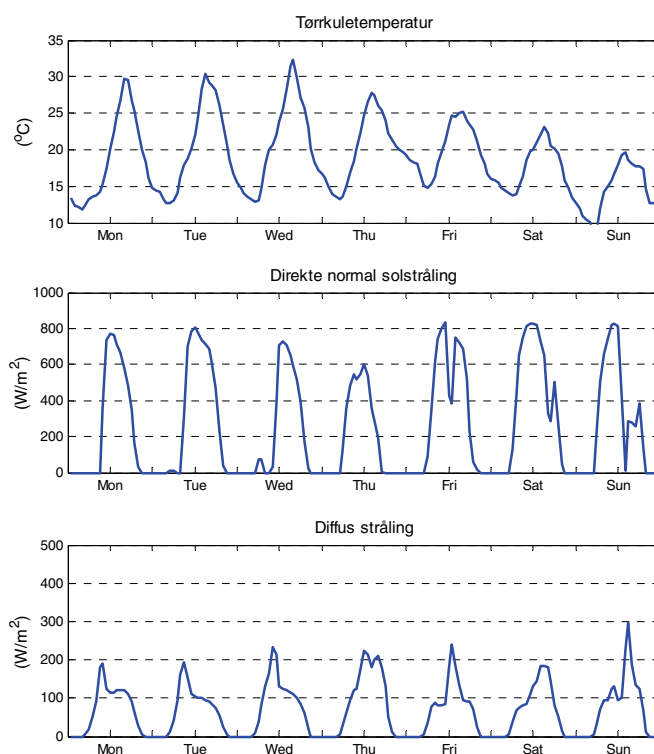 Tørrkuletemperatur
35
30
25
20
15
10
(ºC)
Mon Tue Wed Thu Fri Sat Sun
Direkte normal solstråling
1000
800
600
400
200
0
(W/m²)
Mon Tue Wed Thu Fri Sat Sun
Diffus stråling
500
400
300
200
100
0
(W/m²)
Mon Tue Wed Thu Fri Sat Sun